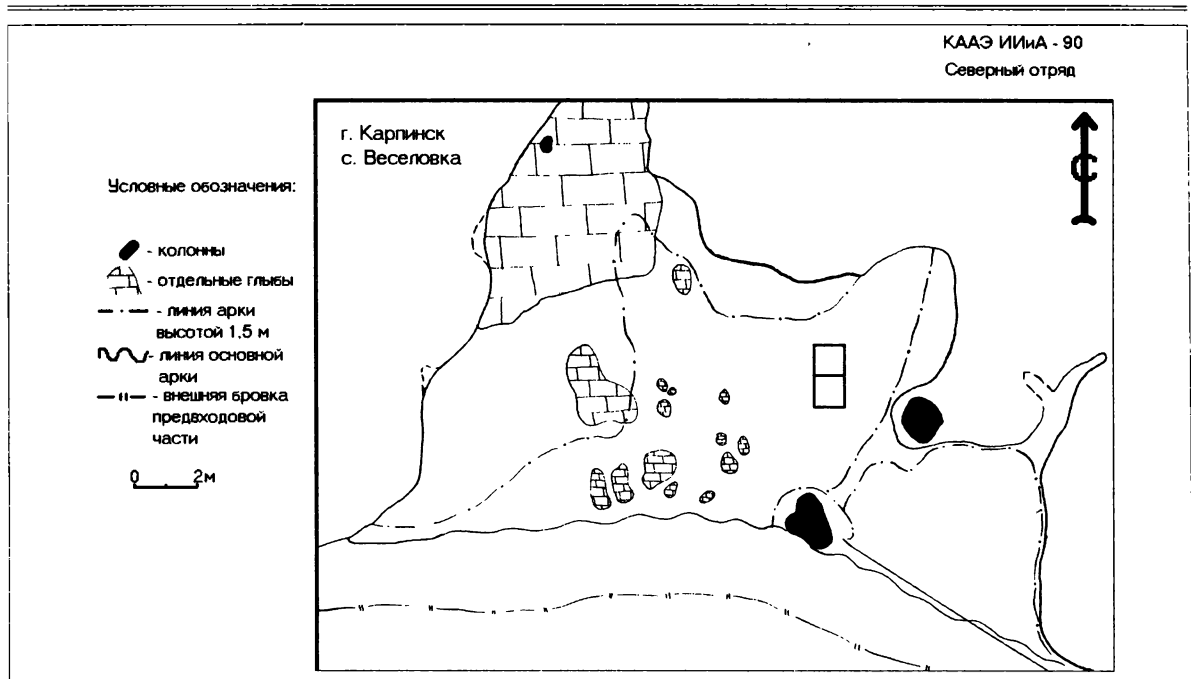 КААЭ ИИиА - 90
Северный отряд
г. Карпинск
с. Веселовка
С
Условные обозначения:
- колонны
- отдельные глыбы
- линия арки
высотой 1,5 м
- линия основной
арки
- внешняя бровка
предвходовой
части
0 2м